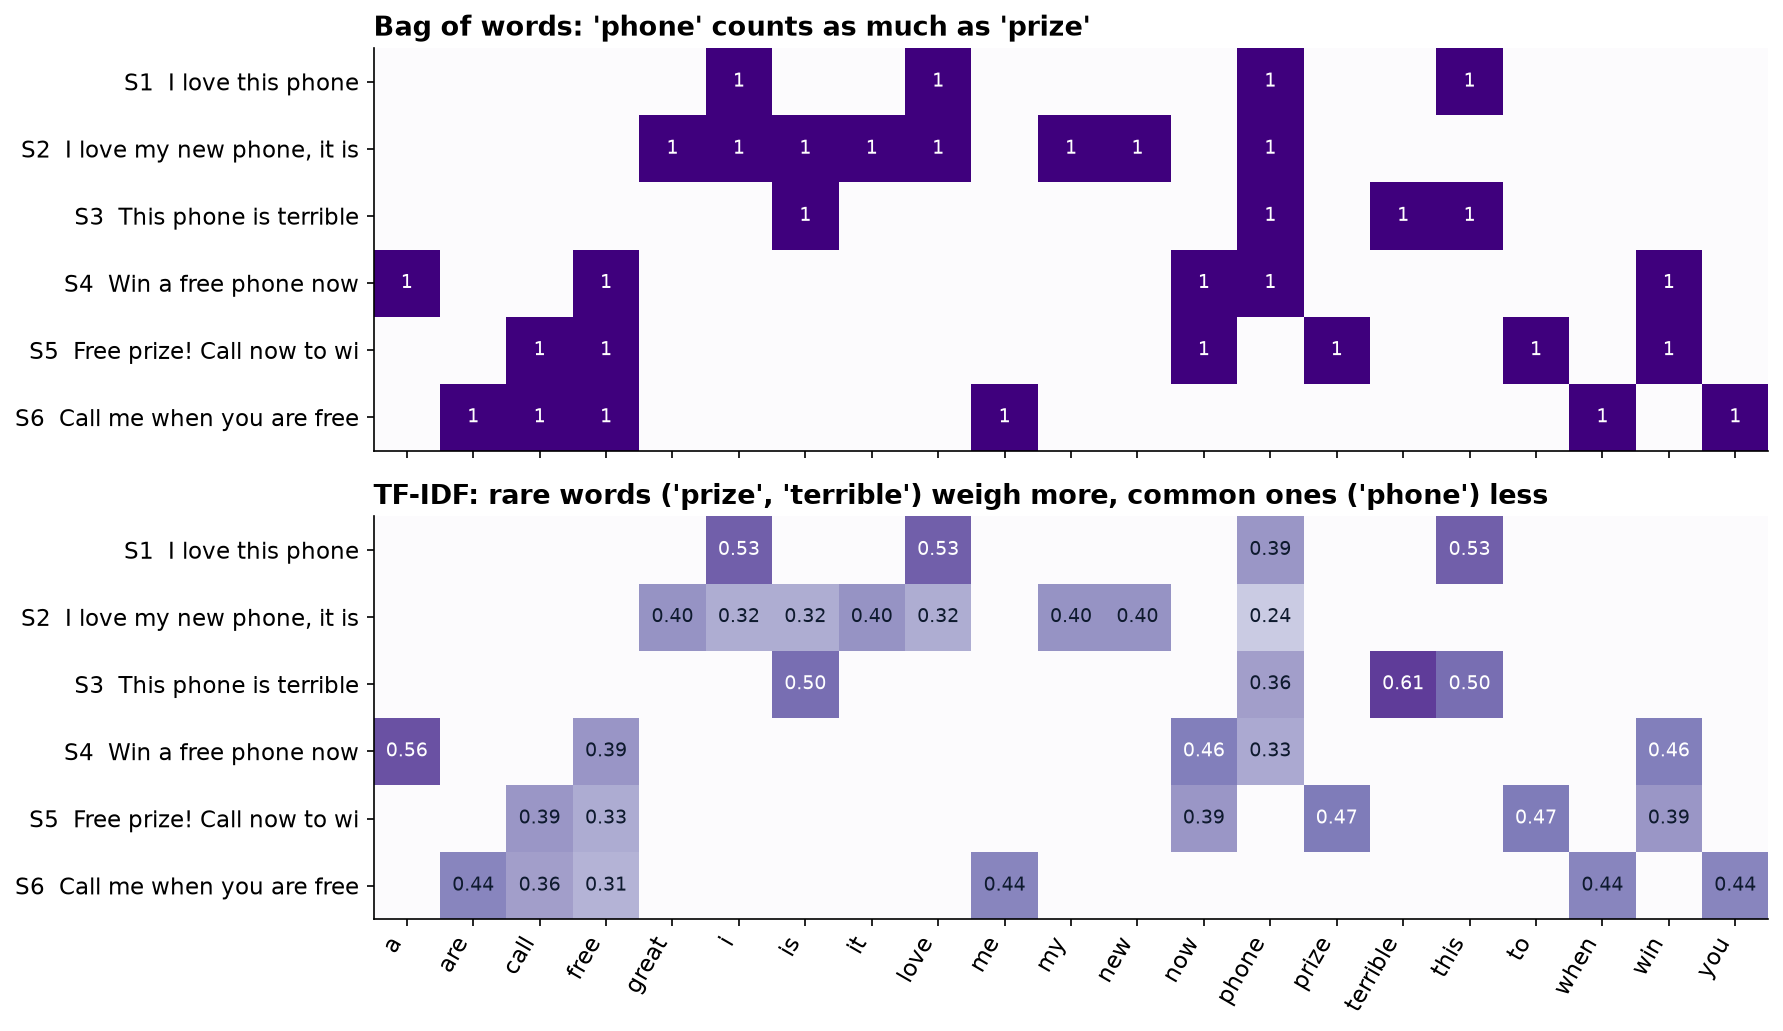 Bag of words: 'phone' counts as much as 'prize'
S1 I love this phone 1 1 1 1
S2 I love my new phone, it is 1 1 1 1 1 1 1 1
S3 This phone is terrible 1 1 1 1
S4 Win a free phone now 1 1 1 1 1
S5 Free prize! Call now to wi 1 1 1 1 1 1
S6 Call me when you are free 1 1 1 1 1 1
TF-IDF: rare words ('prize', 'terrible') weigh more, common ones ('phone') less
S1 I love this phone 0.53 0.53 0.39 0.53
S2 I love my new phone, it is 0.40 0.32 0.32 0.40 0.32 0.40 0.40 0.24
S3 This phone is terrible 0.50 0.36 0.61 0.50
S4 Win a free phone now 0.56 0.39 0.46 0.33 0.46
S5 Free prize! Call now to wi 0.39 0.33 0.39 0.47 0.47 0.39
S6 Call me when you are free 0.44 0.36 0.31 0.44 0.44 0.44
a are call free great i is it love me my new now phone prize terrible this to when win you